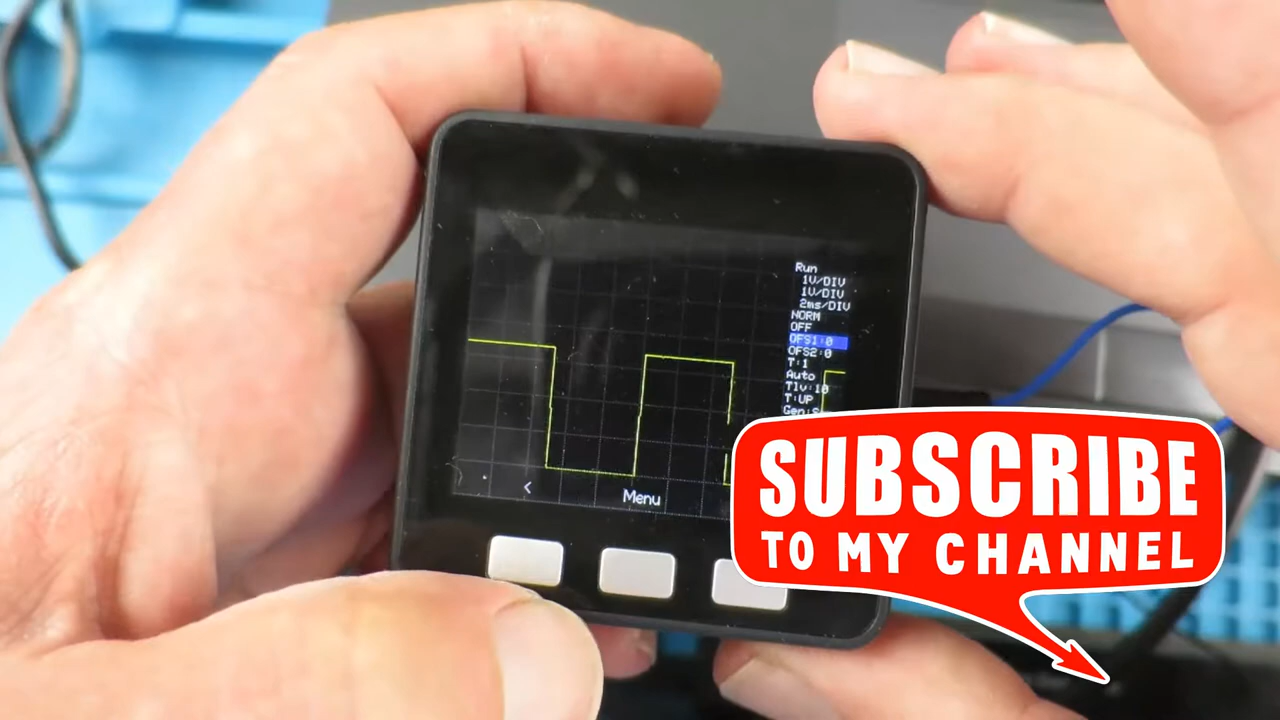 Run
1V/DIV
1V/DIV
2ms/DIV
NORM
OFF
OFS1:0
OFS2:0
T:1
Auto
Tlv:10
T:UP
< Menu
SUBSCRIBE
TO MY CHANNEL